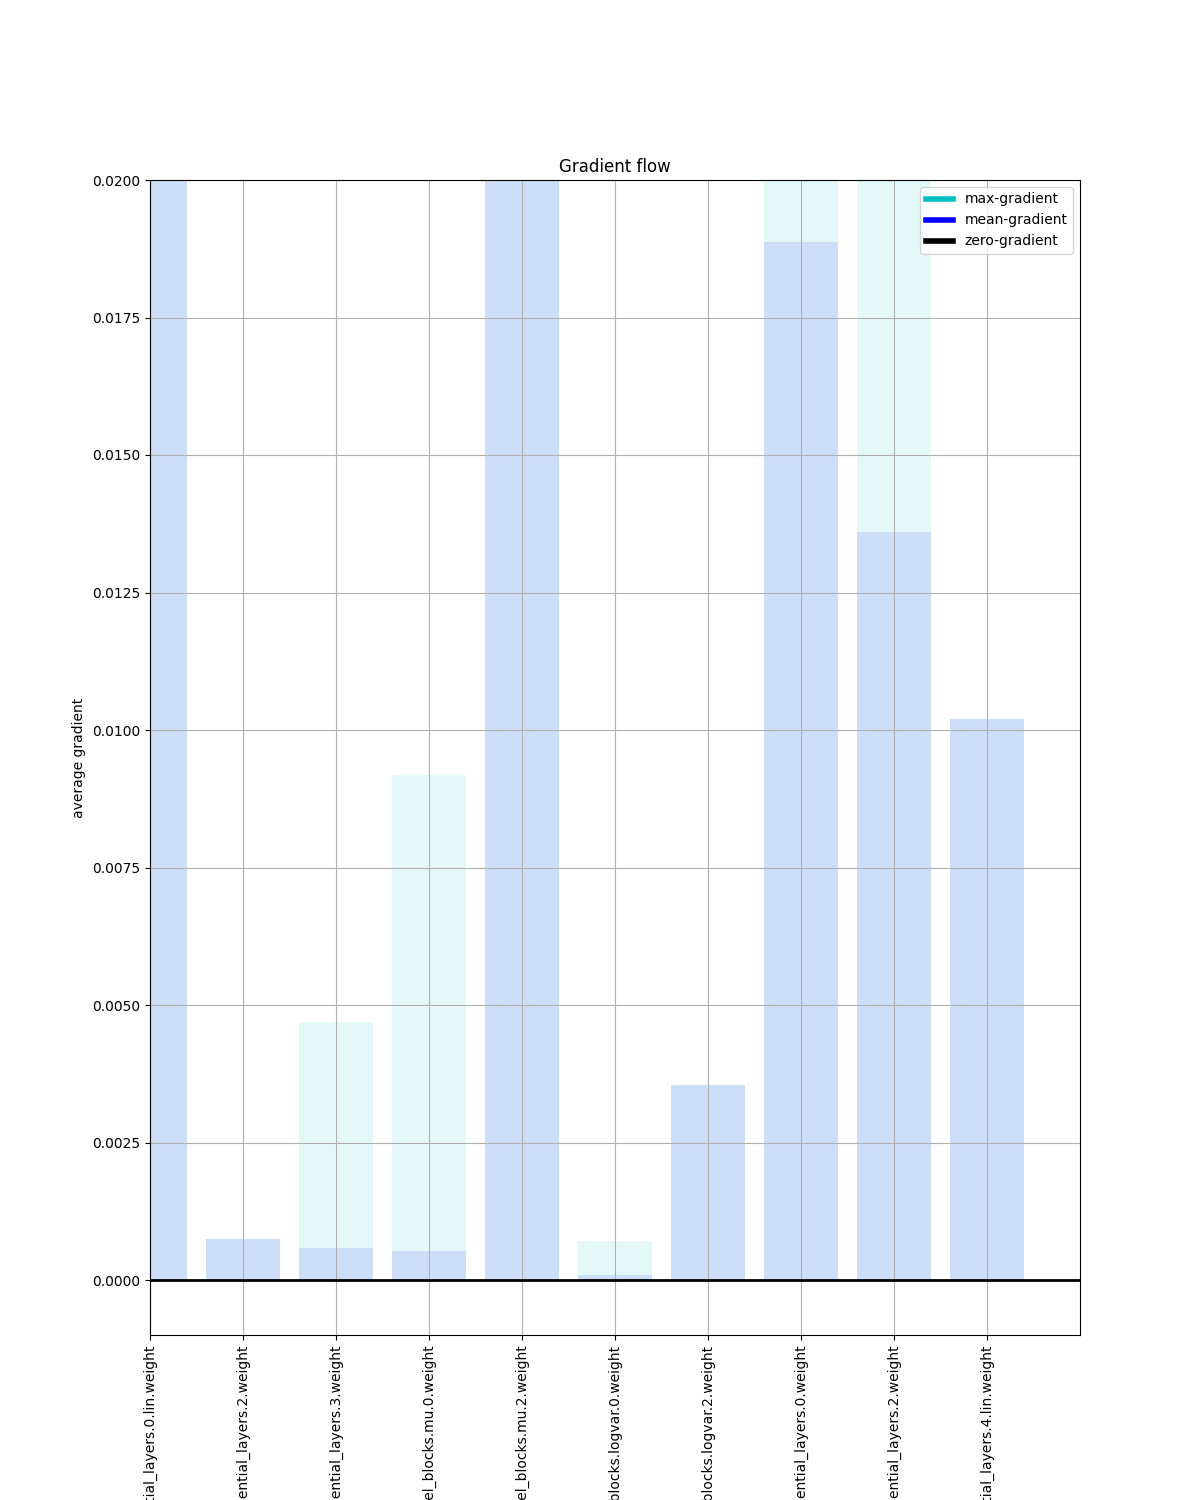 Gradient flow
max-gradient
mean-gradient
zero-gradient
0.0200
0.0175
0.0150
0.0125
0.0100
0.0075
0.0050
0.0025
0.0000
average gradient
tial_layers.0.lin.weight
ential_layers.2.weight
ential_layers.3.weight
el_blocks.mu.0.weight
el_blocks.mu.2.weight
blocks.logvar.0.weight
blocks.logvar.2.weight
ential_layers.0.weight
ential_layers.2.weight
tial_layers.4.lin.weight